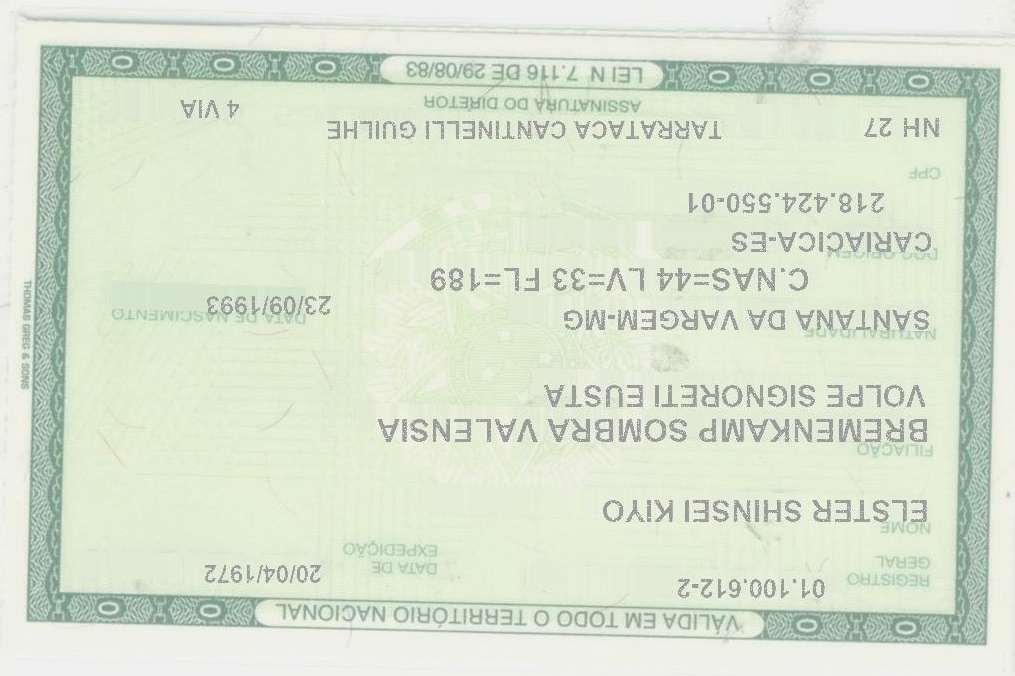 VÁLIDA EM TODO O TERRITÓRIO NACIONAL
REGISTRO GERAL 01.100.612-2 DATA DE EXPEDIÇÃO 20/04/1972
NOME
ELSTER SHINSEI KIYO
FILIAÇÃO
BREMENKAMP SOMBRA VALENSIA
VOLPE SIGNORETI EUSTA
NATURALIDADE DATA DE NASCIMENTO
SANTANA DA VARGEM-MG 23/09/1993
C.NAS=44 LV=33 FL=189
DOC ORIGEM
CARIACICA-ES
218.424.550-01
CPF
NH 27 TARRATACA CANTINELLI GUILHE
ASSINATURA DO DIRETOR 4 VIA
LEI N 7.116 DE 29/08/83
THOMAS GREG & SONS